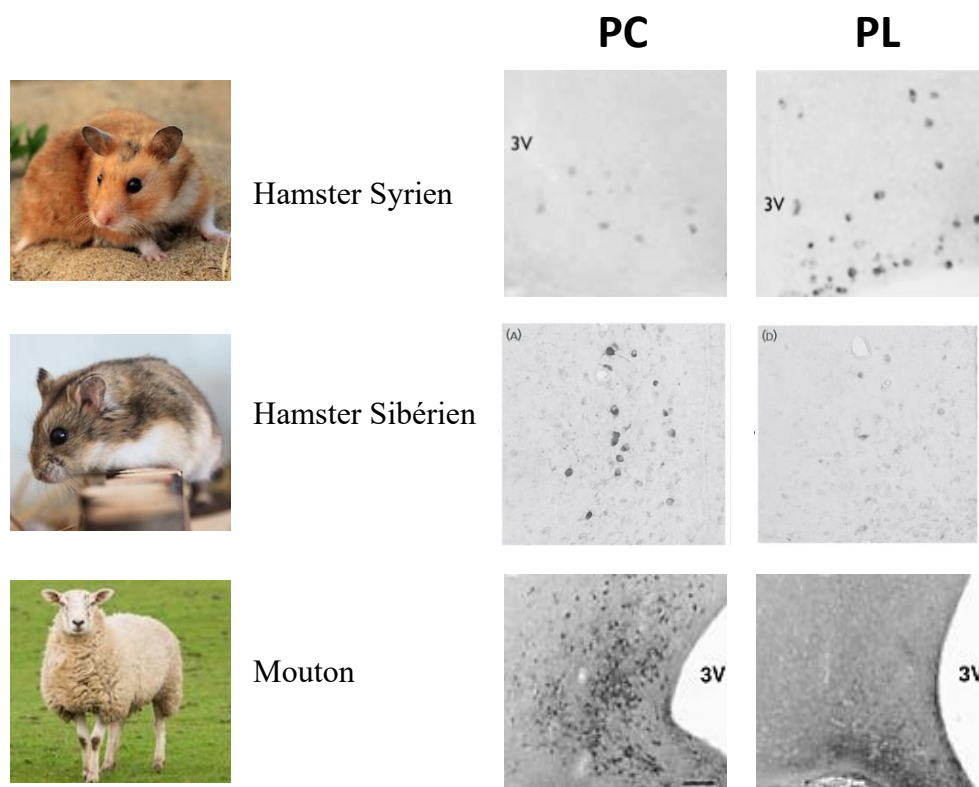 PC PL
3V
3V
Hamster Syrien
(A) (D)
Hamster Sibérien
Mouton
3V 3V